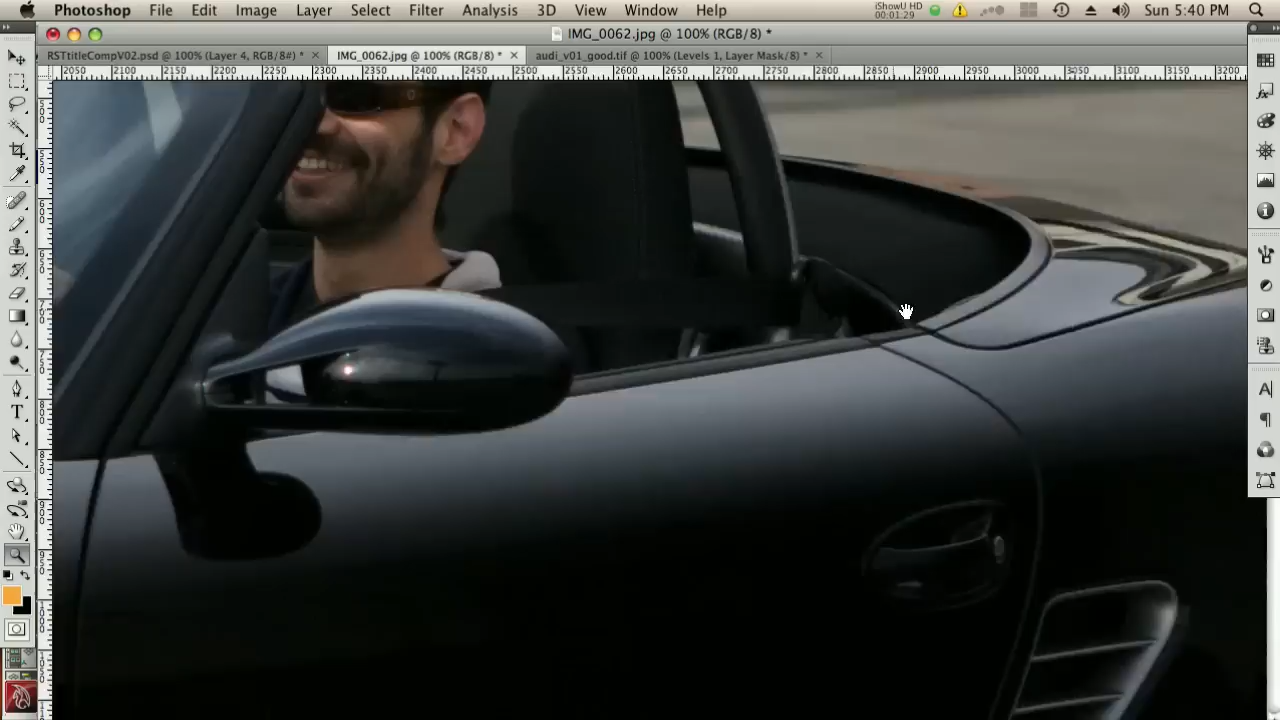 Photoshop File Edit Image Layer Select Filter Analysis 3D View Window Help iShowU HD 00:01:29 Sun 5:40 PM
IMG_0062.jpg @ 100% (RGB/8) *
RSTtitleCompV02.psd @ 100% (Layer 4, RGB/8#) * IMG_0062.jpg @ 100% (RGB/8) * audi_v01_good.tif @ 100% (Levels 1, Layer Mask/8) *
2050 2100 2150 2200 2250 2300 2350 2400 2450 2500 2550 2600 2650 2700 2750 2800 2850 2900 2950 3000 3050 3100 3150 3200